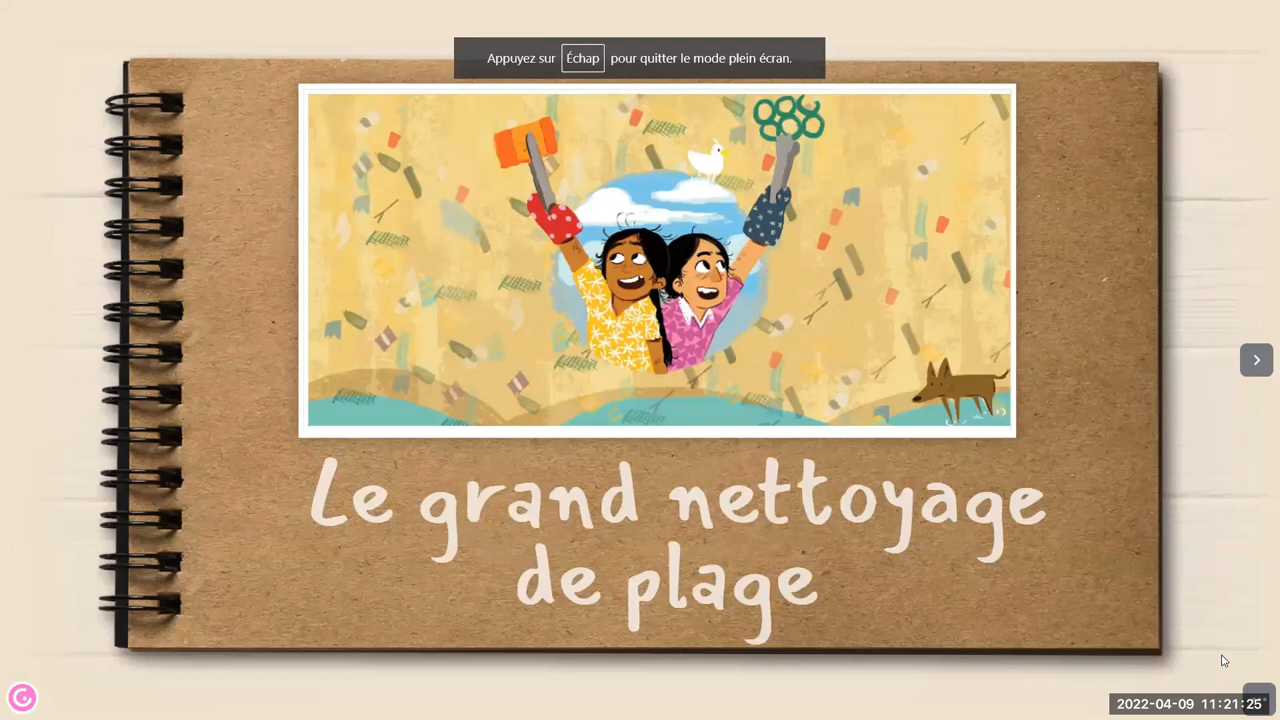 Appuyez sur Échap pour quitter le mode plein écran.
Le grand nettoyage
de plage
2022-04-09 11:21:25